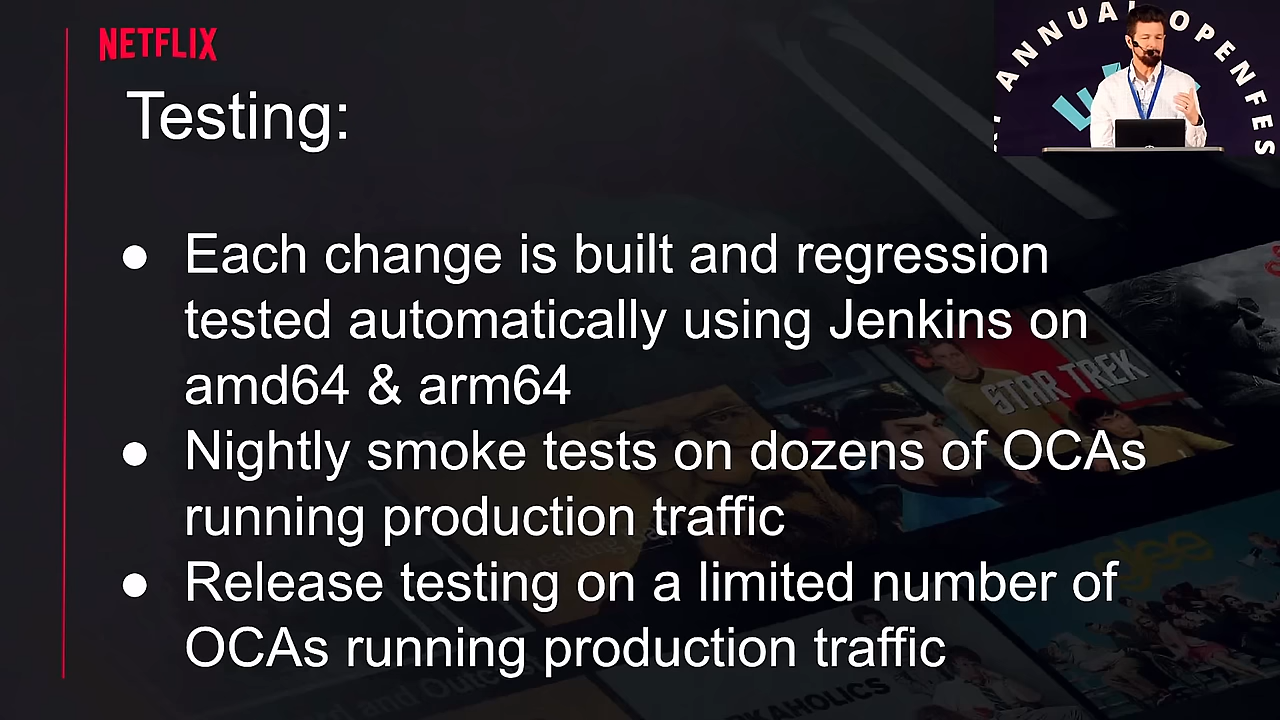 NETFLIX
ANNUAL OPENFES
Testing:
● Each change is built and regression
tested automatically using Jenkins on
amd64 & arm64
● Nightly smoke tests on dozens of OCAs
running production traffic
● Release testing on a limited number of
OCAs running production traffic
STAR TREK
glee